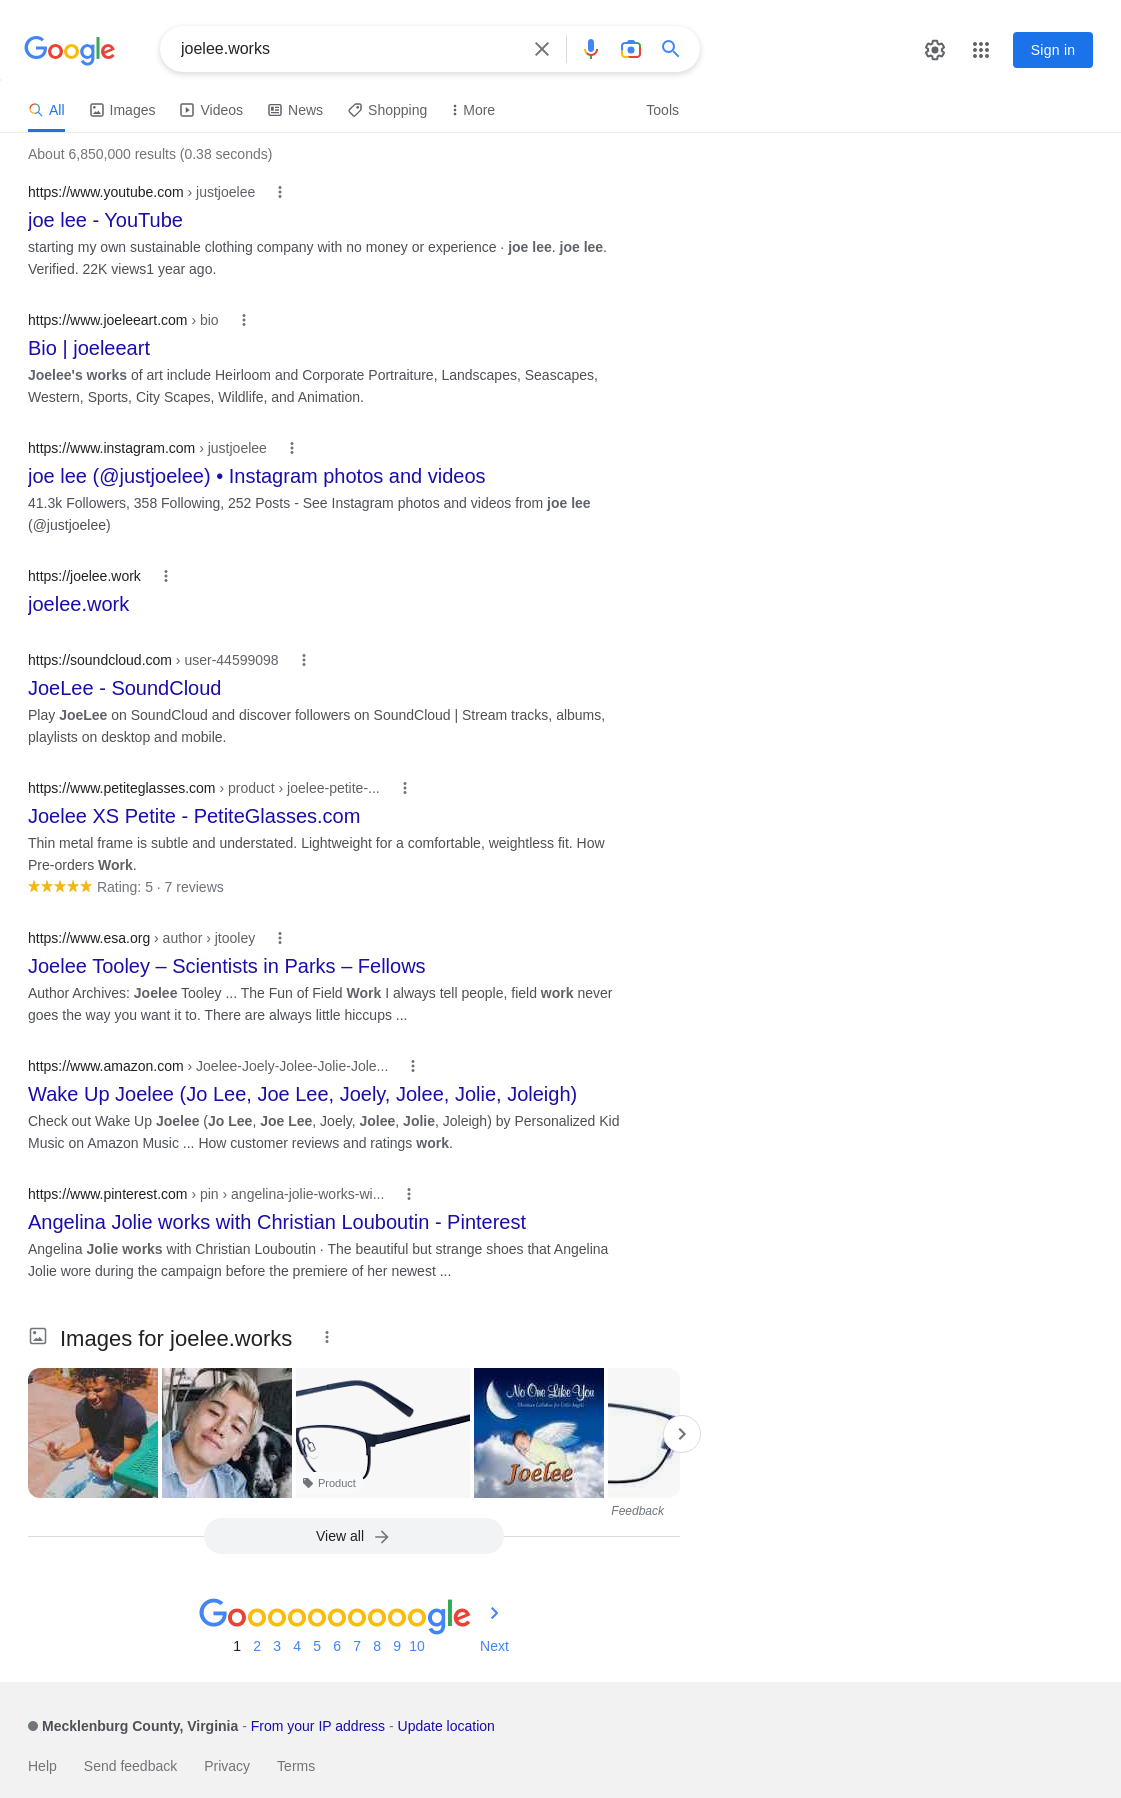 Google
joelee.works
Sign in
All Images Videos News Shopping More Tools
About 6,850,000 results (0.38 seconds)
https://www.youtube.com › justjoelee
joe lee - YouTube
starting my own sustainable clothing company with no money or experience · joe lee. joe lee.
Verified. 22K views1 year ago.
https://www.joeleeart.com › bio
Bio | joeleeart
Joelee's works of art include Heirloom and Corporate Portraiture, Landscapes, Seascapes,
Western, Sports, City Scapes, Wildlife, and Animation.
https://www.instagram.com › justjoelee
joe lee (@justjoelee) • Instagram photos and videos
41.3k Followers, 358 Following, 252 Posts - See Instagram photos and videos from joe lee
(@justjoelee)
https://joelee.work
joelee.work
https://soundcloud.com › user-44599098
JoeLee - SoundCloud
Play JoeLee on SoundCloud and discover followers on SoundCloud | Stream tracks, albums,
playlists on desktop and mobile.
https://www.petiteglasses.com › product › joelee-petite-...
Joelee XS Petite - PetiteGlasses.com
Thin metal frame is subtle and understated. Lightweight for a comfortable, weightless fit. How
Pre-orders Work.
Rating: 5 · 7 reviews
https://www.esa.org › author › jtooley
Joelee Tooley – Scientists in Parks – Fellows
Author Archives: Joelee Tooley ... The Fun of Field Work I always tell people, field work never
goes the way you want it to. There are always little hiccups ...
https://www.amazon.com › Joelee-Joely-Jolee-Jolie-Jole...
Wake Up Joelee (Jo Lee, Joe Lee, Joely, Jolee, Jolie, Joleigh)
Check out Wake Up Joelee (Jo Lee, Joe Lee, Joely, Jolee, Jolie, Joleigh) by Personalized Kid
Music on Amazon Music ... How customer reviews and ratings work.
https://www.pinterest.com › pin › angelina-jolie-works-wi...
Angelina Jolie works with Christian Louboutin - Pinterest
Angelina Jolie works with Christian Louboutin · The beautiful but strange shoes that Angelina
Jolie wore during the campaign before the premiere of her newest ...
Images for joelee.works
No One Like You
Joelee
Product
Feedback
View all
Goooooooooogle
1 2 3 4 5 6 7 8 9 10 Next
Mecklenburg County, Virginia - From your IP address - Update location
Help Send feedback Privacy Terms